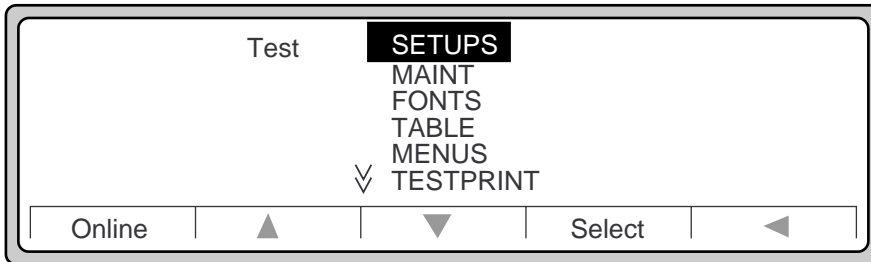 Test SETUPS
MAINT
FONTS
TABLE
MENUS
TESTPRINT
Online Select